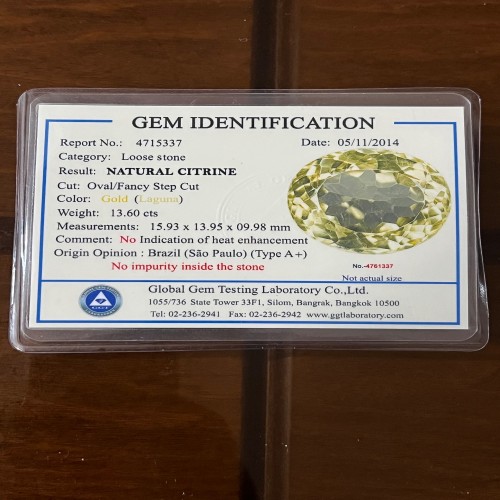 GEM IDENTIFICATION
Report No.: 4715337 Date: 05/11/2014
Category: Loose stone
Result: NATURAL CITRINE
Cut: Oval/Fancy Step Cut
Color: Gold (Laguna)
Weight: 13.60 cts
Measurements: 15.93 x 13.95 x 09.98 mm
Comment: No Indication of heat enhancement
Origin Opinion : Brazil (São Paulo) (Type A+)
No impurity inside the stone
No.-4761337
Not actual size
Global Gem Testing Laboratory Co.,Ltd.
1055/736 State Tower 33F1, Silom, Bangrak, Bangkok 10500
Tel: 02-236-2941 Fax: 02-236-2942 www.ggtlaboratory.com